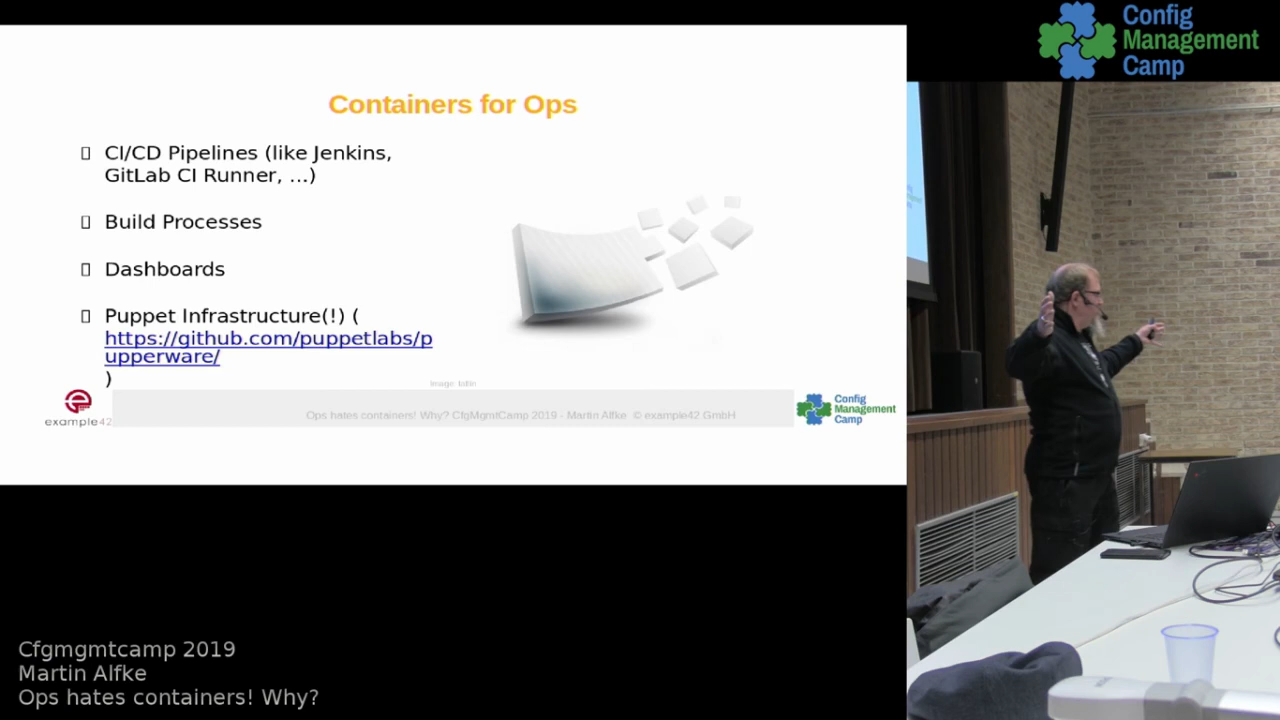 Config
Management
Camp
Containers for Ops
CI/CD Pipelines (like Jenkins,
GitLab CI Runner, ...)
Build Processes
Dashboards
Puppet Infrastructure(!) (
https://github.com/puppetlabs/p
upperware/
)
Image: tallin
example42
Ops hates containers! Why? CfgMgmtCamp 2019 - Martin Alfke © example42 GmbH
Config
Management
Camp
Cfgmgmtcamp 2019
Martin Alfke
Ops hates containers! Why?